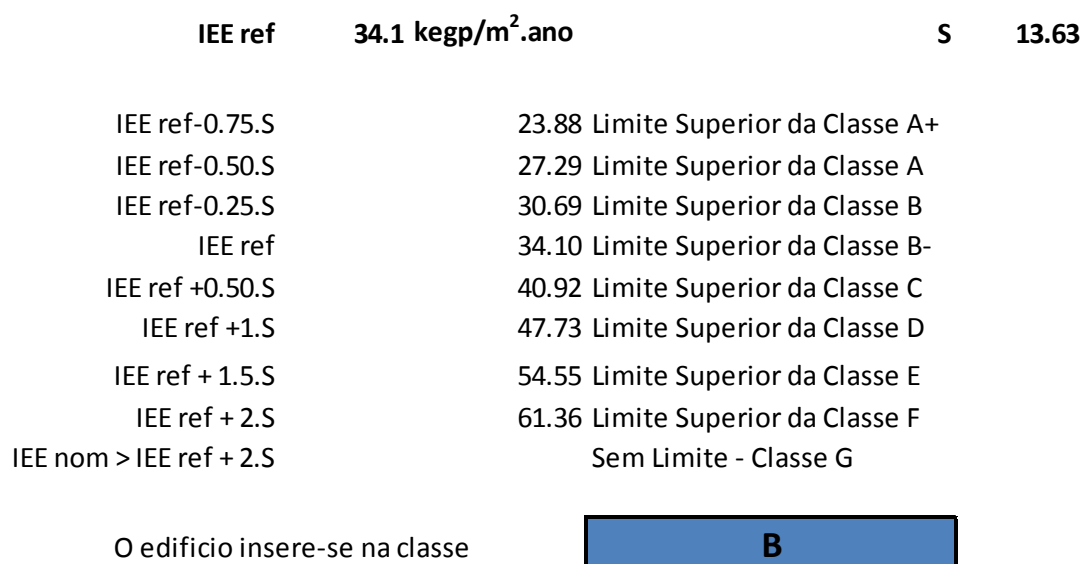 IEE ref 34.1 kegp/m².ano S 13.63
IEE ref-0.75.S 23.88 Limite Superior da Classe A+
IEE ref-0.50.S 27.29 Limite Superior da Classe A
IEE ref-0.25.S 30.69 Limite Superior da Classe B
IEE ref 34.10 Limite Superior da Classe B-
IEE ref +0.50.S 40.92 Limite Superior da Classe C
IEE ref +1.S 47.73 Limite Superior da Classe D
IEE ref + 1.5.S 54.55 Limite Superior da Classe E
IEE ref + 2.S 61.36 Limite Superior da Classe F
IEE nom > IEE ref + 2.S Sem Limite - Classe G
O edificio insere-se na classe B